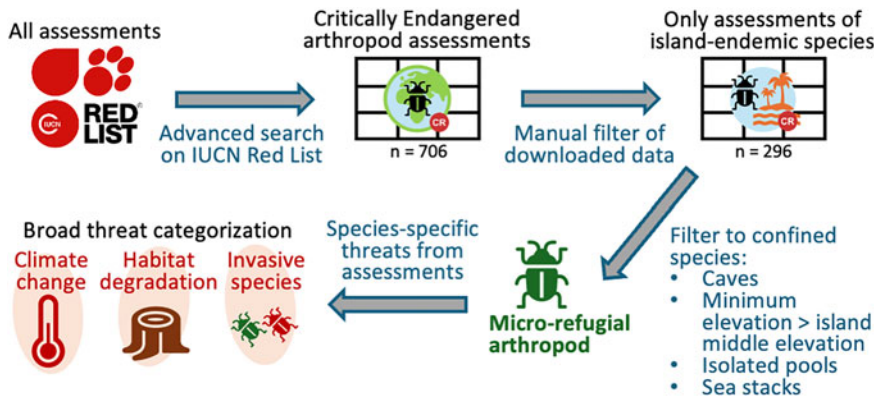 All assessments
IUCN
RED
LIST
Advanced search
on IUCN Red List
Critically Endangered
arthropod assessments
CR
n = 706
Manual filter of
downloaded data
Only assessments of
island-endemic species
CR
n = 296
Filter to confined
species:
• Caves
• Minimum
elevation > island
middle elevation
• Isolated pools
• Sea stacks
Micro-refugial
arthropod
Species-specific
threats from
assessments
Broad threat categorization
Climate
change
Habitat
degradation
Invasive
species